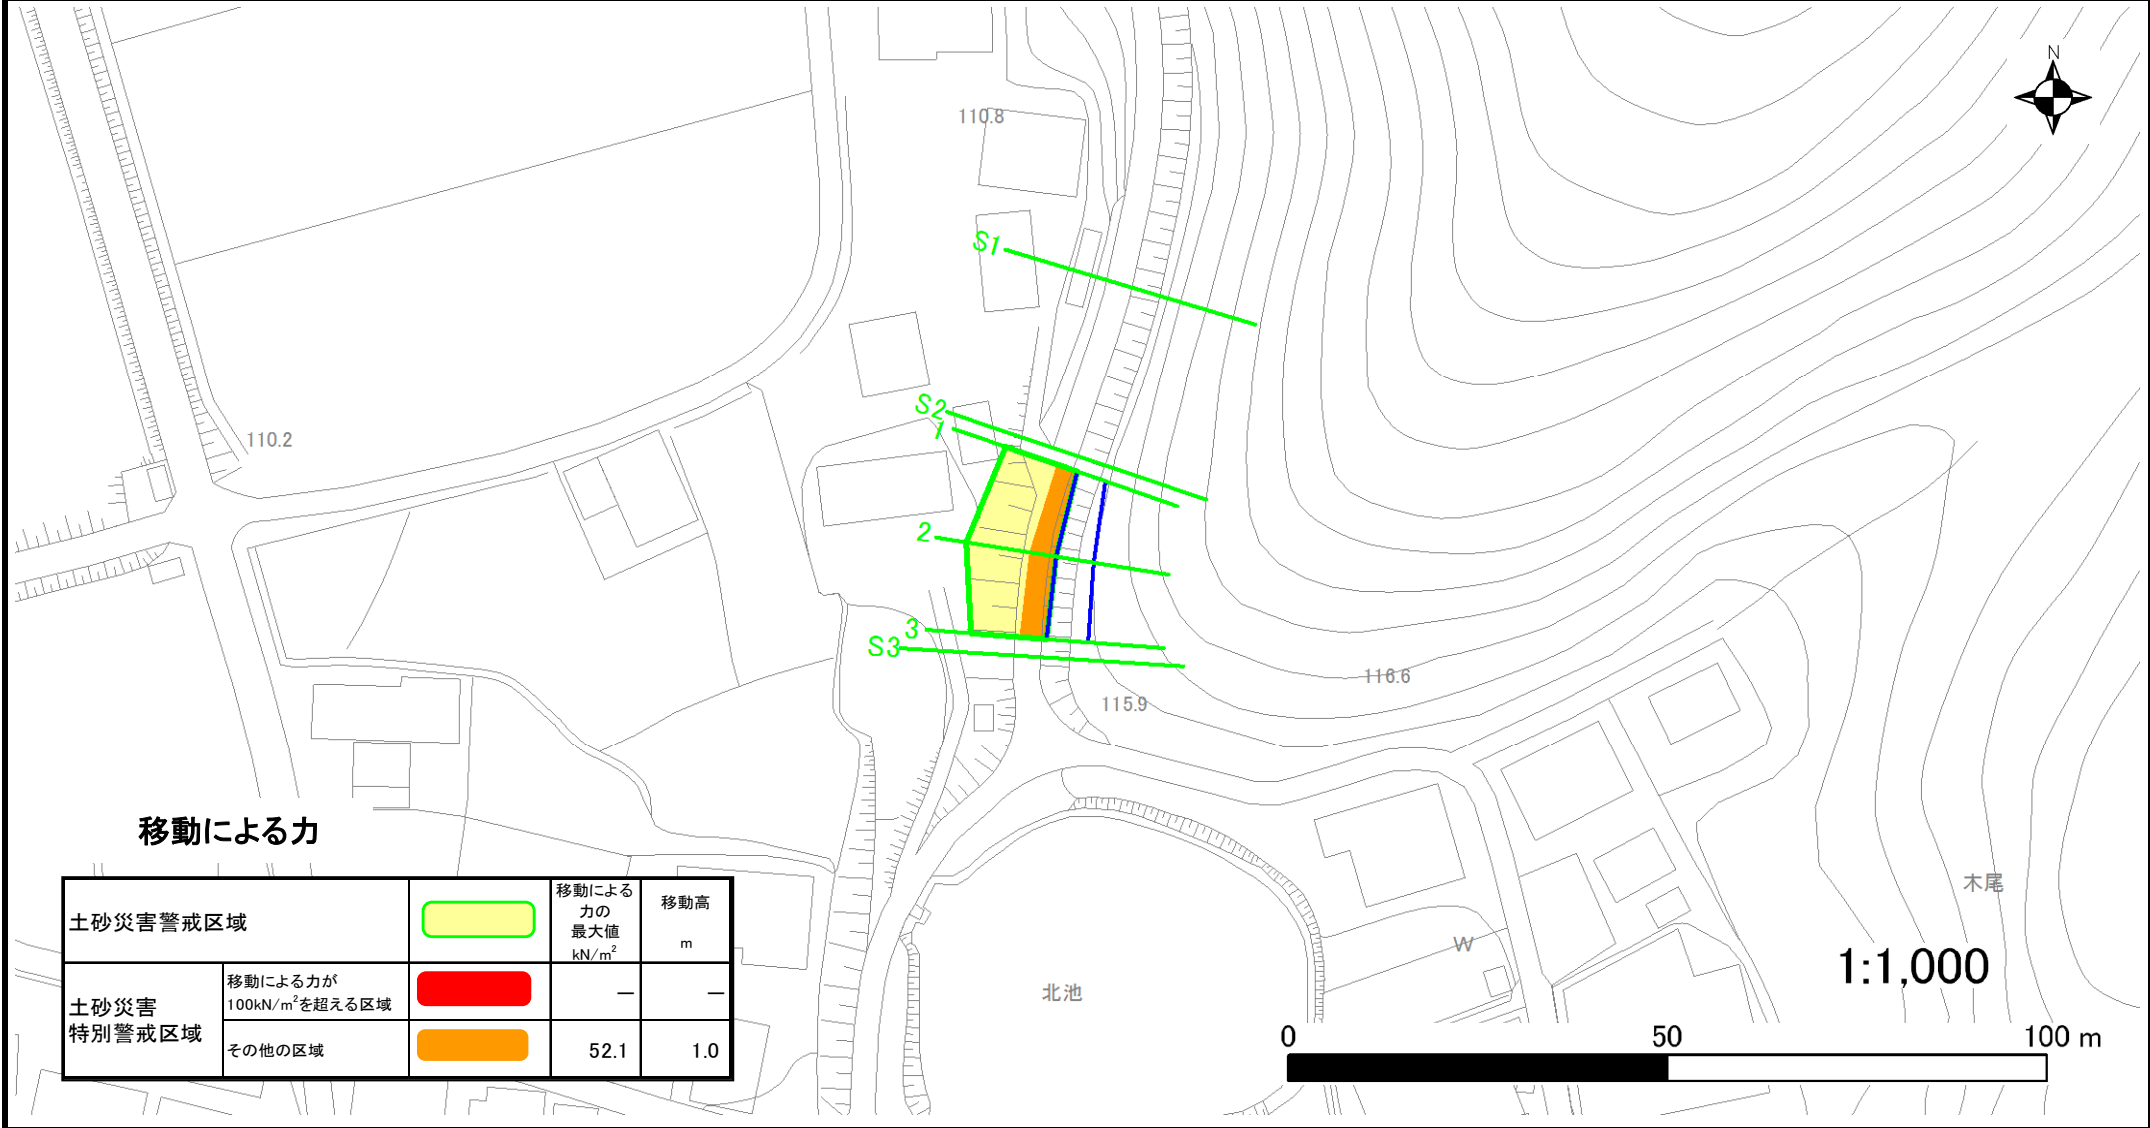 N
110.8
S1
S2
1
110.2
2
3
S3
116.6
115.9
移動による力
土砂災害警戒区域
移動による
力の
最大値
kN/m²
移動高
m
土砂災害
特別警戒区域
移動による力が
100kN/m²を超える区域
—
—
その他の区域
52.1
1.0
木尾
W
北池
1:1,000
0
50
100 m